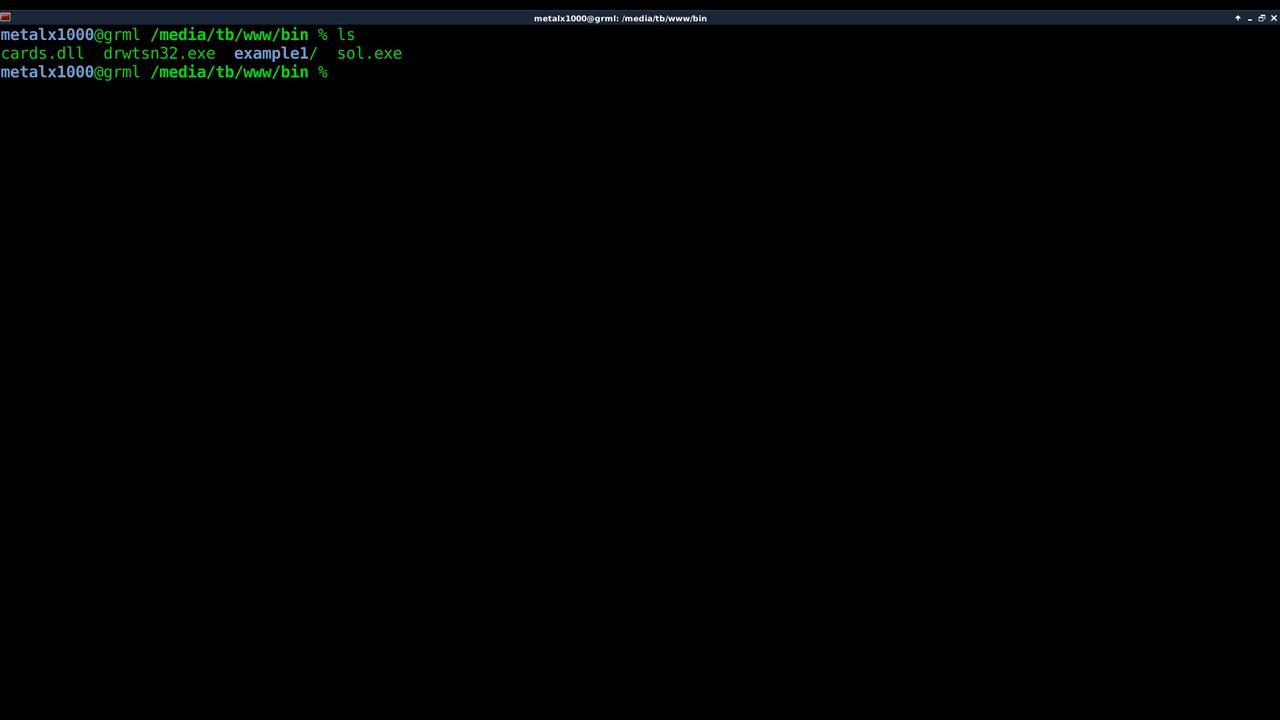 metalx1000@grml: /media/tb/www/bin
metalx1000@grml /media/tb/www/bin % ls
cards.dll  drwtsn32.exe  example1/  sol.exe
metalx1000@grml /media/tb/www/bin %